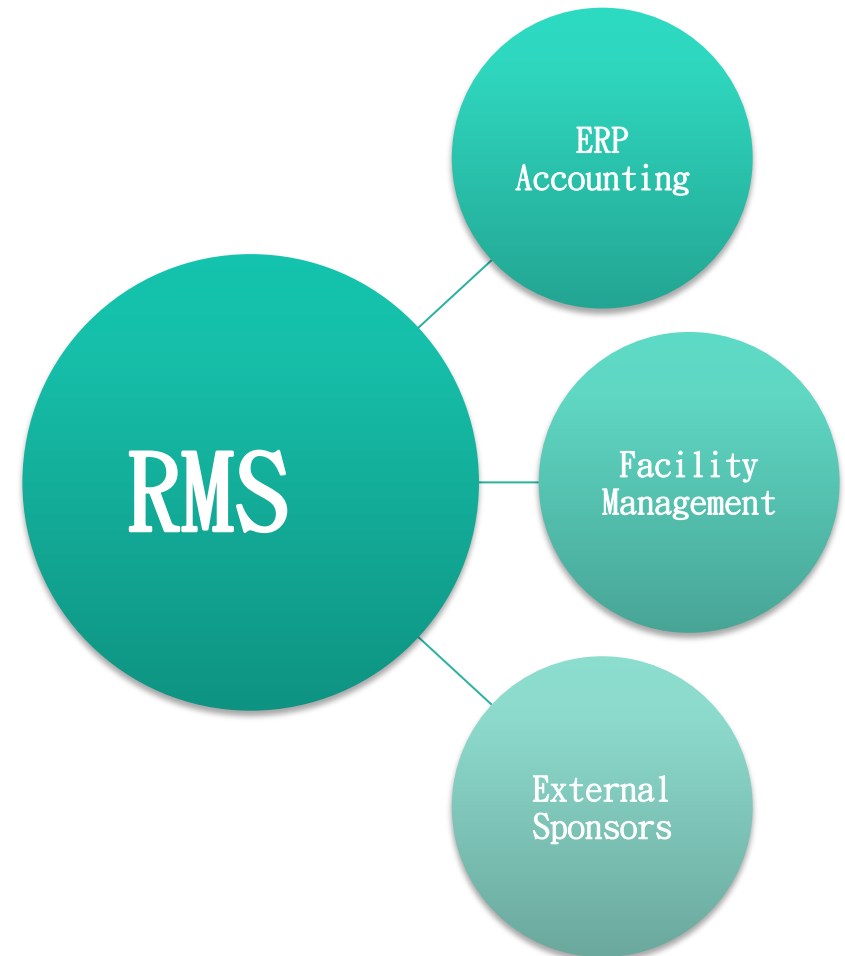 ERP
Accounting
RMS
Facility
Management
External
Sponsors